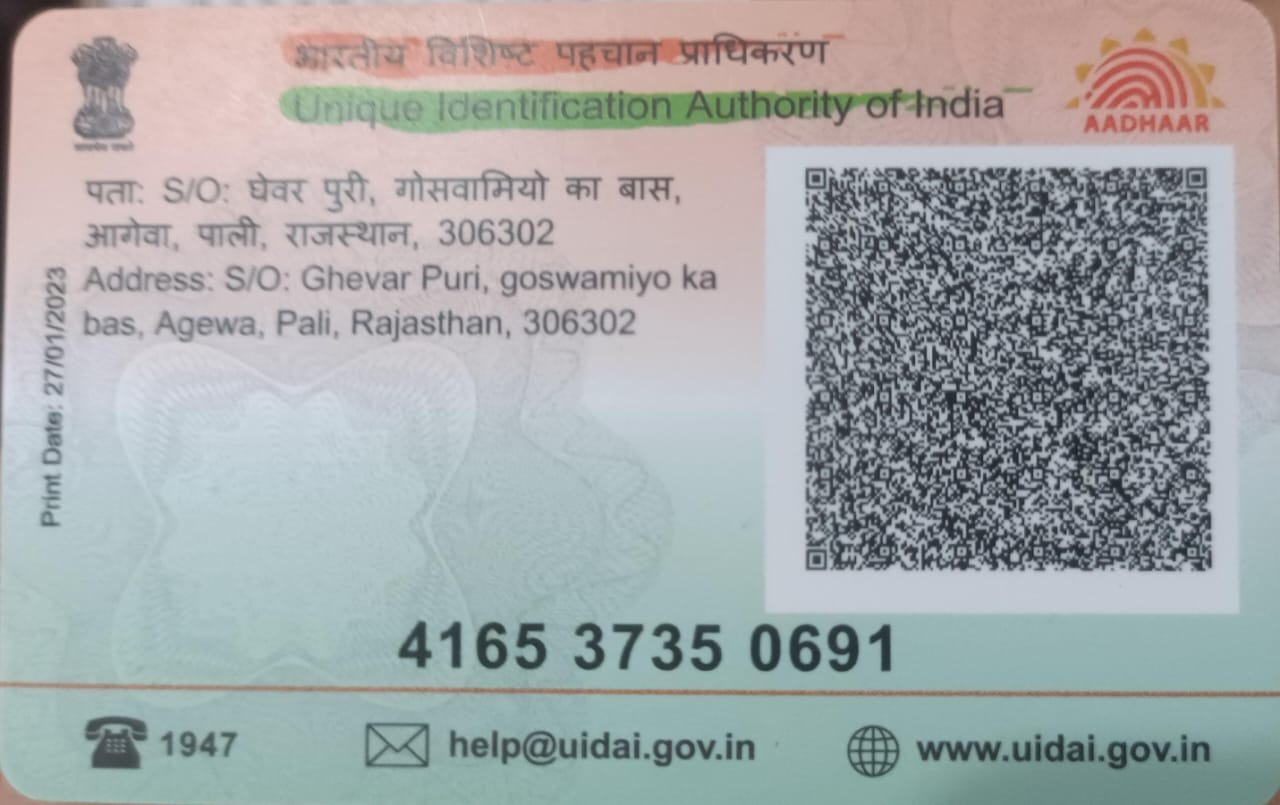 भारतीय विशिष्ट पहचान प्राधिकरण
Unique Identification Authority of India
AADHAAR
सत्यमेव जयते
पता: S/O: घेवर पुरी, गोसवामियो का बास,
आगेवा, पाली, राजस्थान, 306302
Address: S/O: Ghevar Puri, goswamiyo ka
bas, Agewa, Pali, Rajasthan, 306302
Print Date: 27/01/2023
4165 3735 0691
1947
help@uidai.gov.in
www.uidai.gov.in